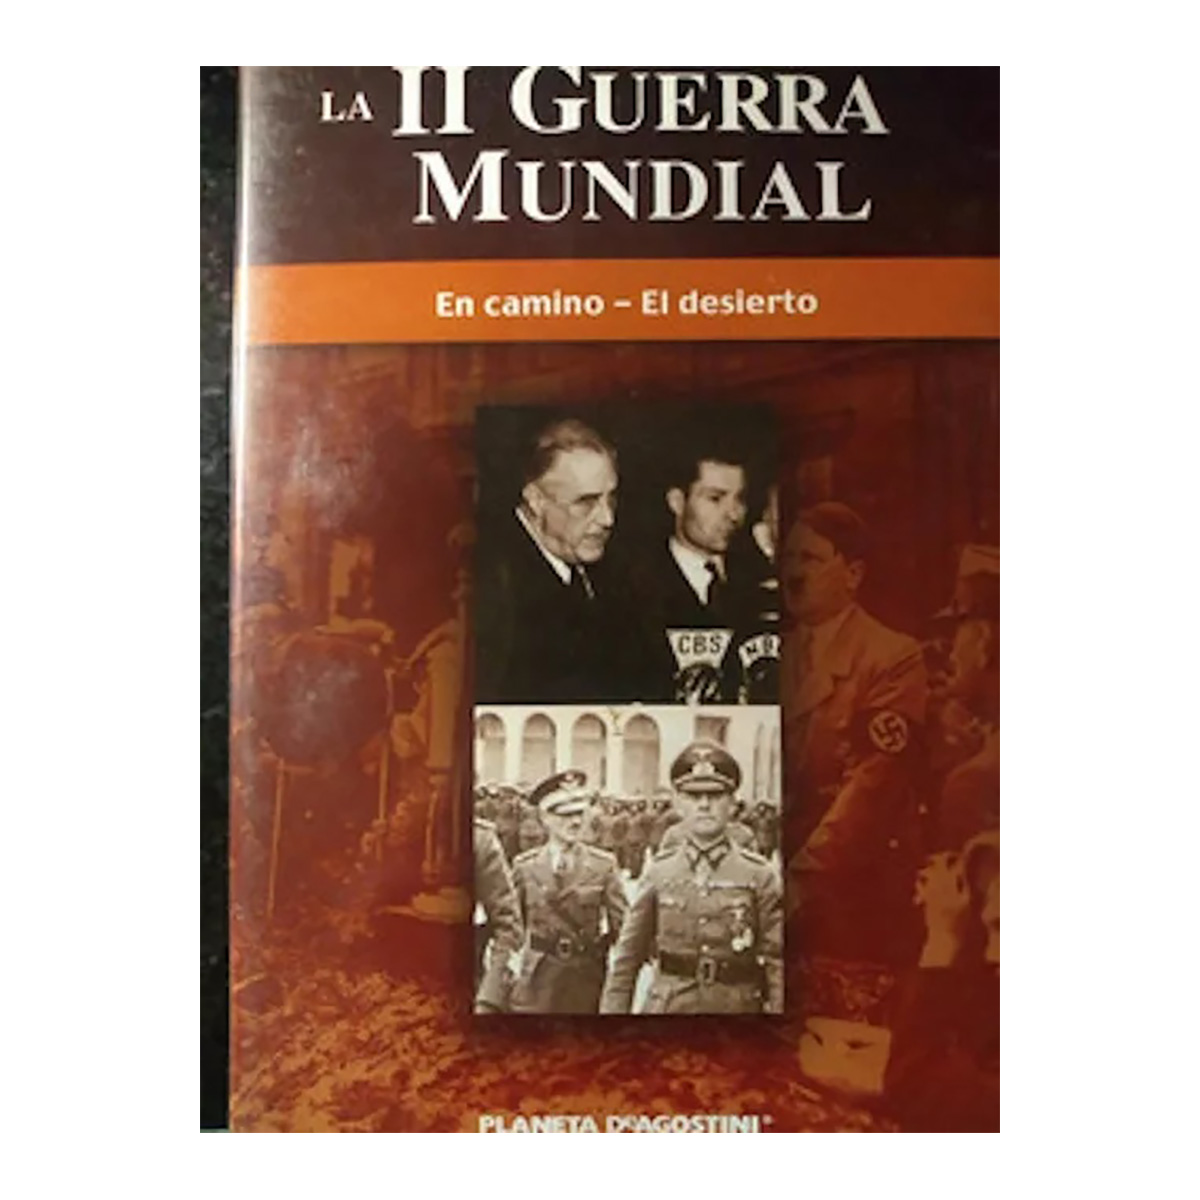 LA II GUERRA
MUNDIAL
En camino – El desierto
CBS
PLANETA DeAGOSTINI®